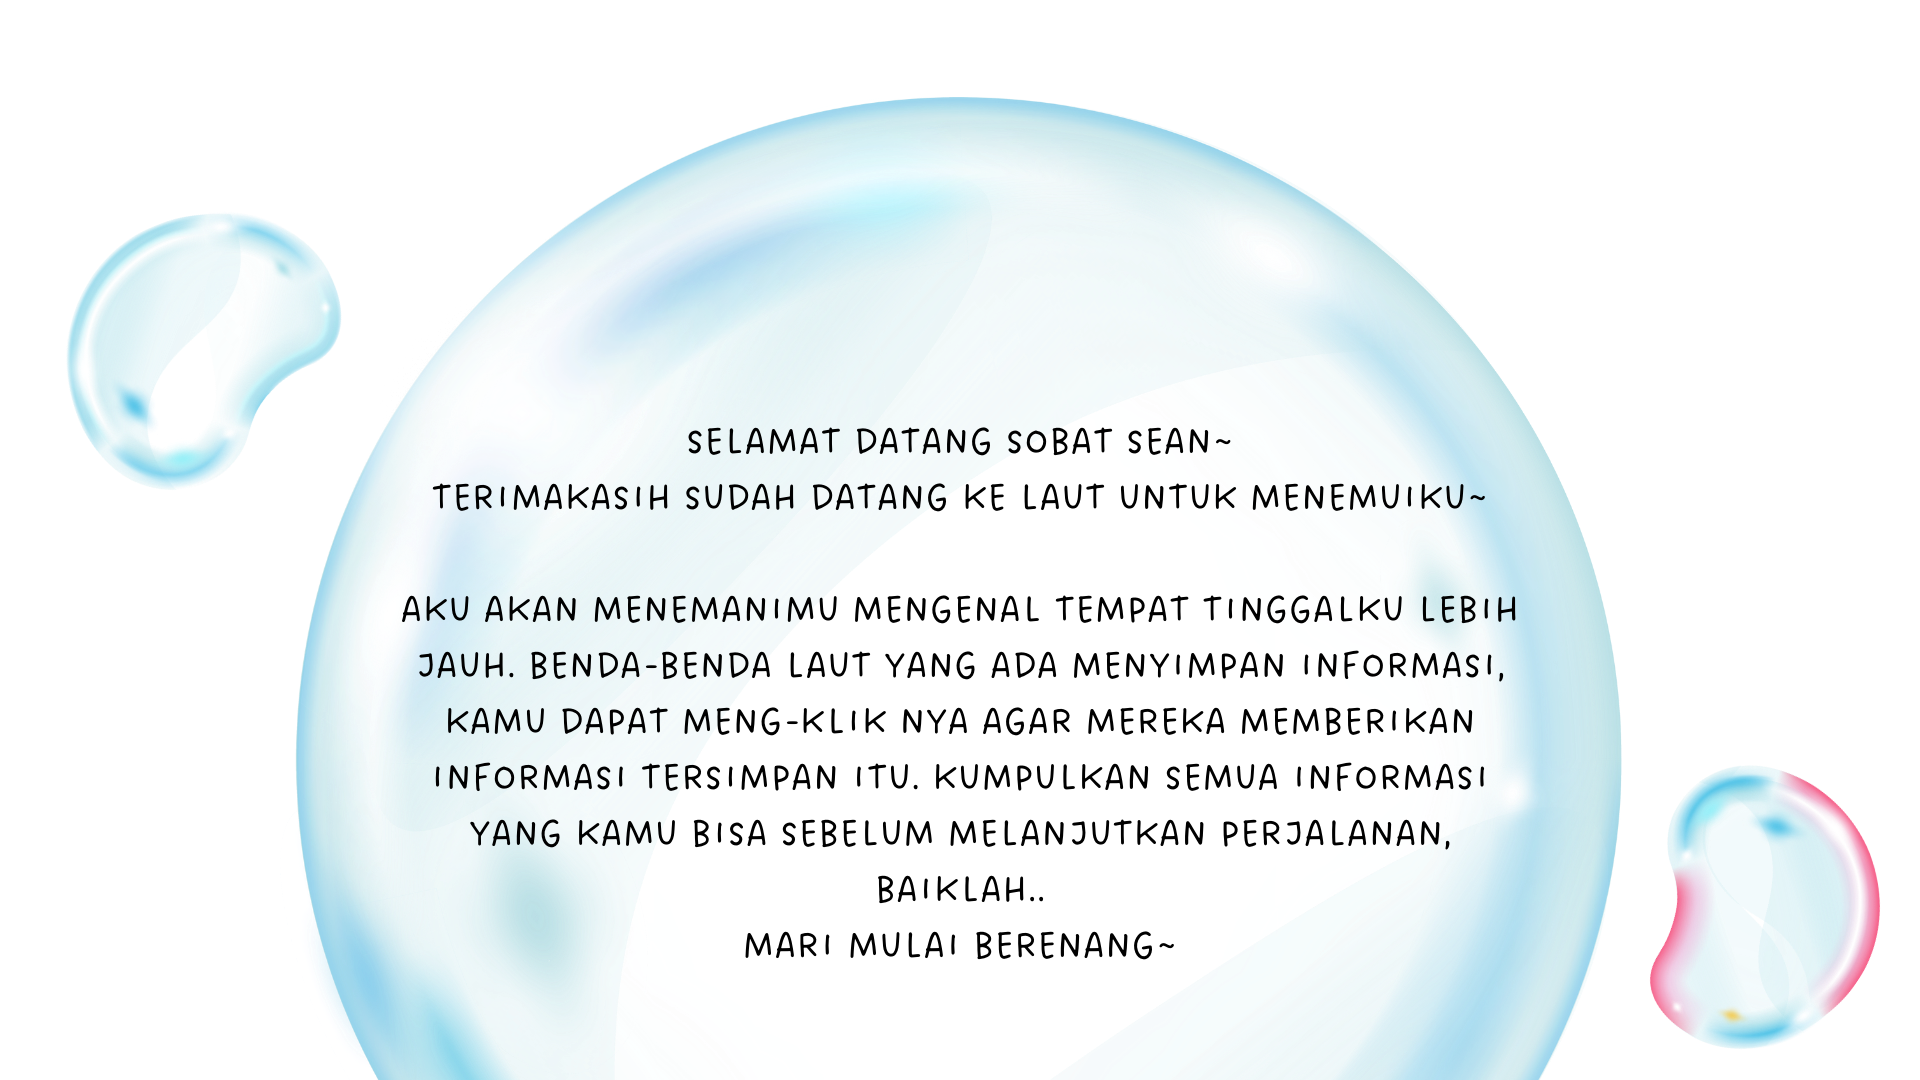 SELAMAT DATANG SOBAT SEAN~
TERIMAKASIH SUDAH DATANG KE LAUT UNTUK MENEMUIKU~
AKU AKAN MENEMANIMU MENGENAL TEMPAT TINGGALKU LEBIH
JAUH. BENDA-BENDA LAUT YANG ADA MENYIMPAN INFORMASI,
KAMU DAPAT MENG-KLIK NYA AGAR MEREKA MEMBERIKAN
INFORMASI TERSIMPAN ITU. KUMPULKAN SEMUA INFORMASI
YANG KAMU BISA SEBELUM MELANJUTKAN PERJALANAN,
BAIKLAH..
MARI MULAI BERENANG~